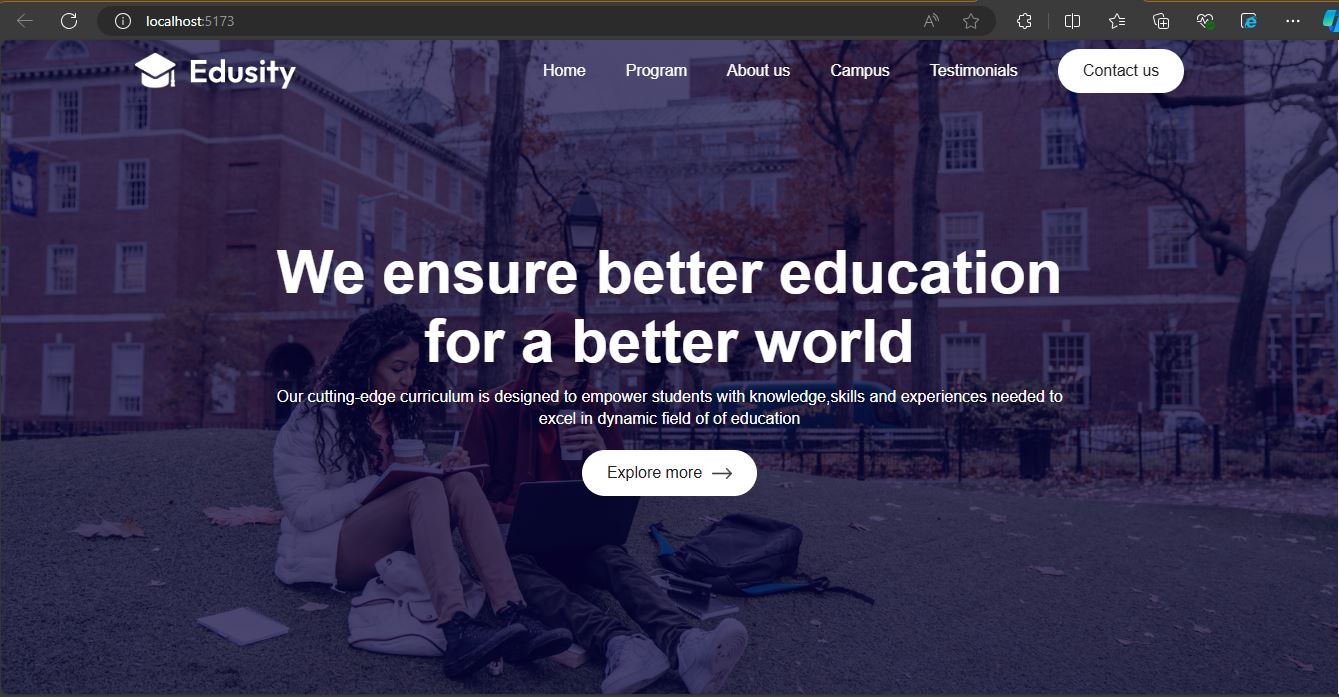 localhost:5173
Edusity
Home Program About us Campus Testimonials Contact us
We ensure better education
for a better world
Our cutting-edge curriculum is designed to empower students with knowledge,skills and experiences needed to
excel in dynamic field of of education
Explore more →